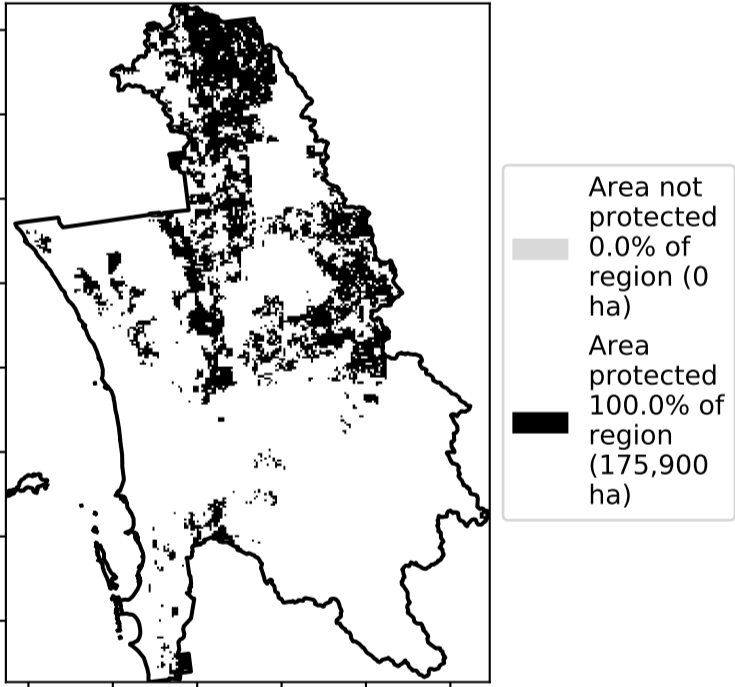 Area not
protected
0.0% of
region (0
ha)
Area
protected
100.0% of
region
(175,900
ha)